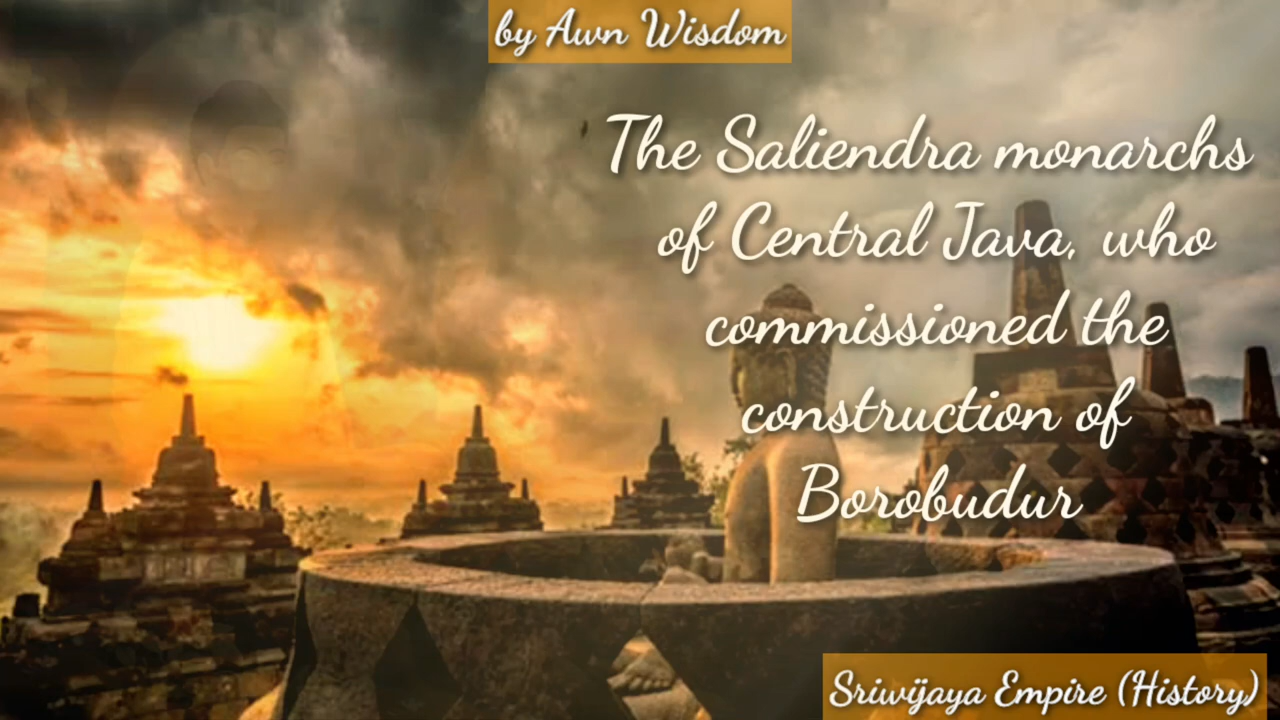 by Awn Wisdom
The Saliendra monarchs
of Central Java, who
commissioned the
construction of
Borobudur
Sriwijaya Empire (History)